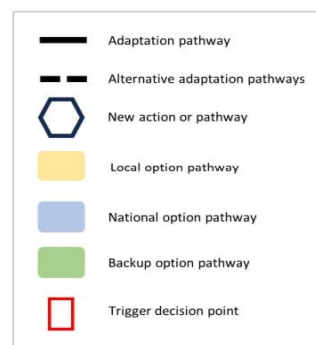 Adaptation pathway
Alternative adaptation pathways
New action or pathway
Local option pathway
National option pathway
Backup option pathway
Trigger decision point